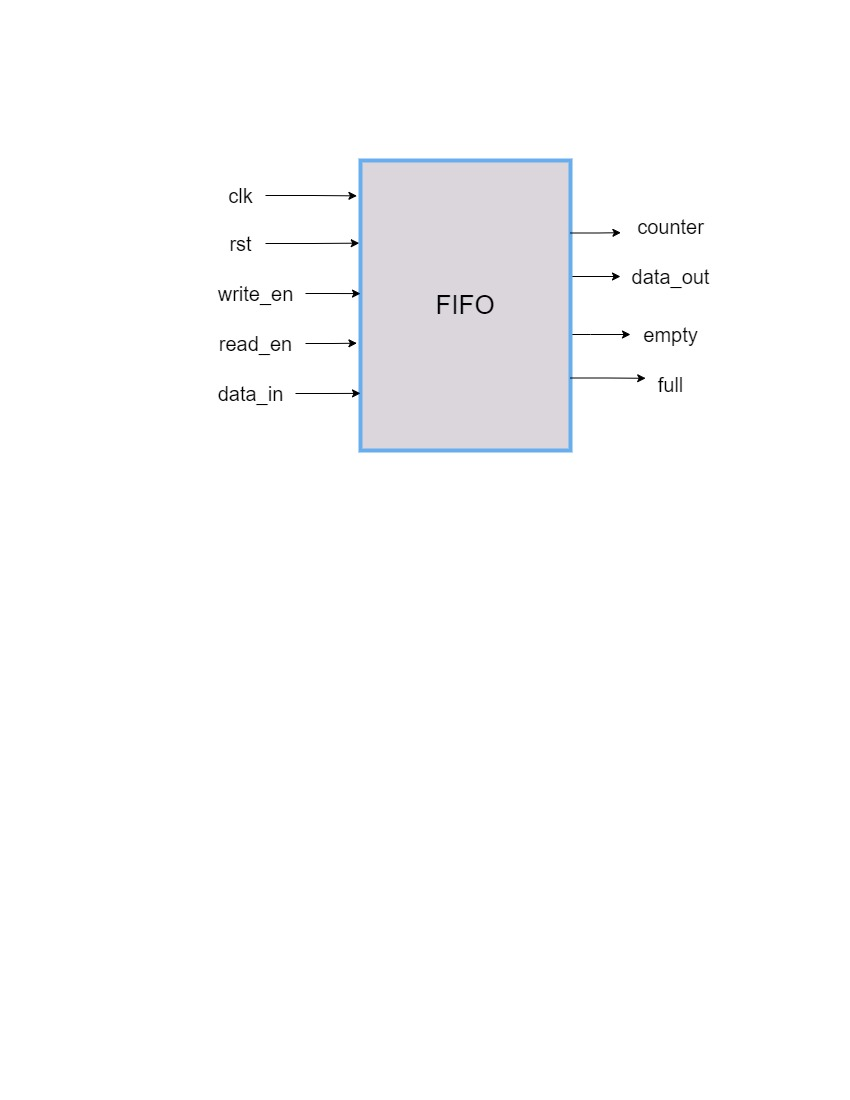 clk
rst
write_en
read_en
data_in
FIFO
counter
data_out
empty
full